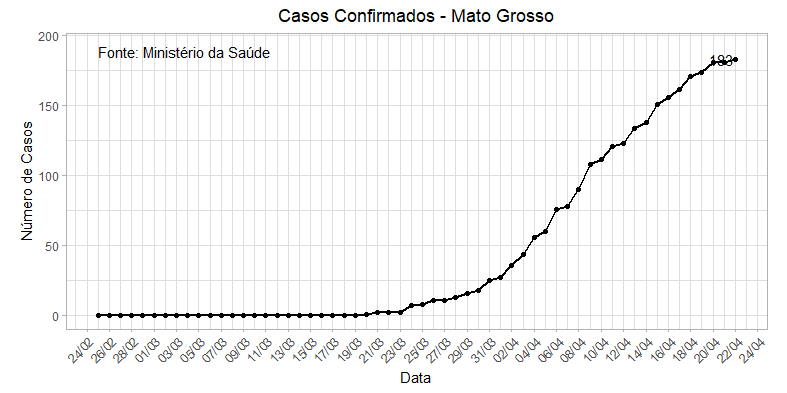 Casos Confirmados - Mato Grosso
Fonte: Ministério da Saúde
183
Número de Casos
200
150
100
50
0
24/02 26/02 28/02 01/03 03/03 05/03 07/03 09/03 11/03 13/03 15/03 17/03 19/03 21/03 23/03 25/03 27/03 29/03 31/03 02/04 04/04 06/04 08/04 10/04 12/04 14/04 16/04 18/04 20/04 22/04 24/04
Data